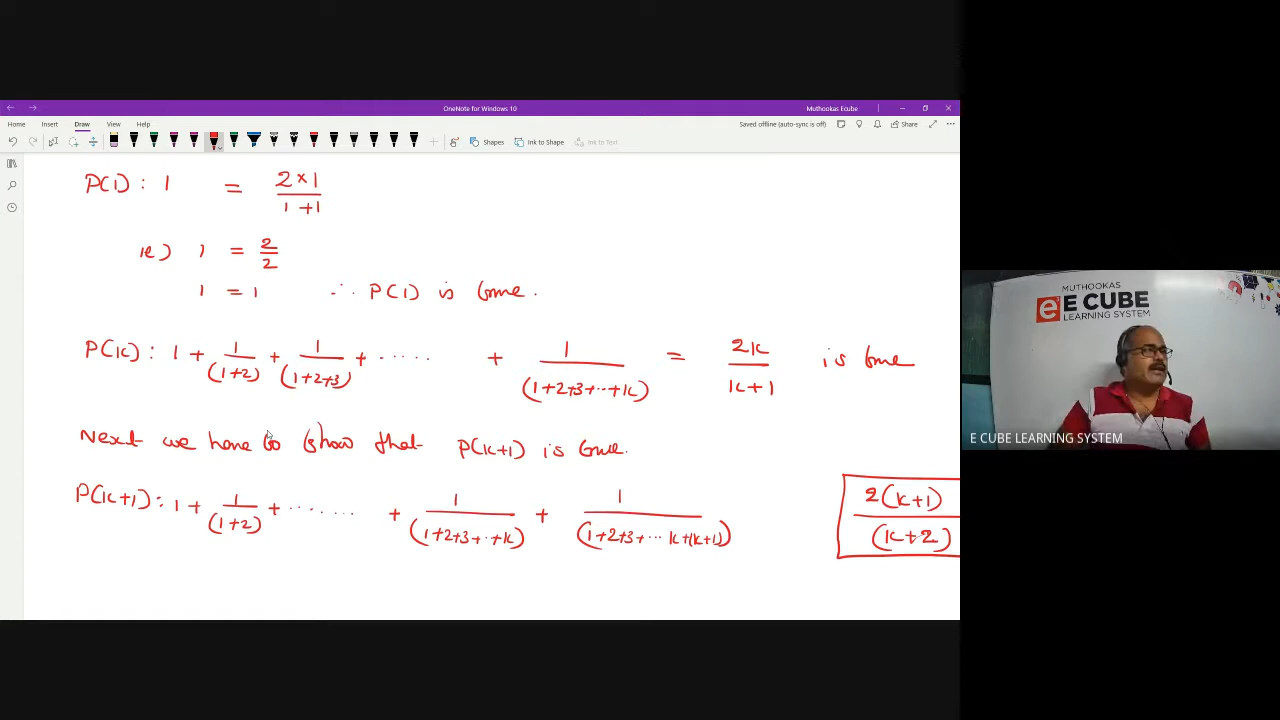 OneNote for Windows 10
Muthookas Ecube
Home Insert Draw View Help
Saved offline (auto-sync is off) Share
Shapes Ink to Shape Ink to Text
P(1) : 1 = 2×1 / 1+1
ie) 1 = 2/2
1 = 1 ∴ P(1) is true.
P(k) : 1 + 1/(1+2) + 1/(1+2+3) + ..... + 1/(1+2+3+...+k) = 2k/k+1 is true
Next we have to show that P(k+1) is true.
P(k+1) : 1 + 1/(1+2) + ....... + 1/(1+2+3+...+k) + 1/(1+2+3+... k+(k+1))
2(k+1)/(k+2)
MUTHOOKAS
e E CUBE
LEARNING SYSTEM
E CUBE LEARNING SYSTEM